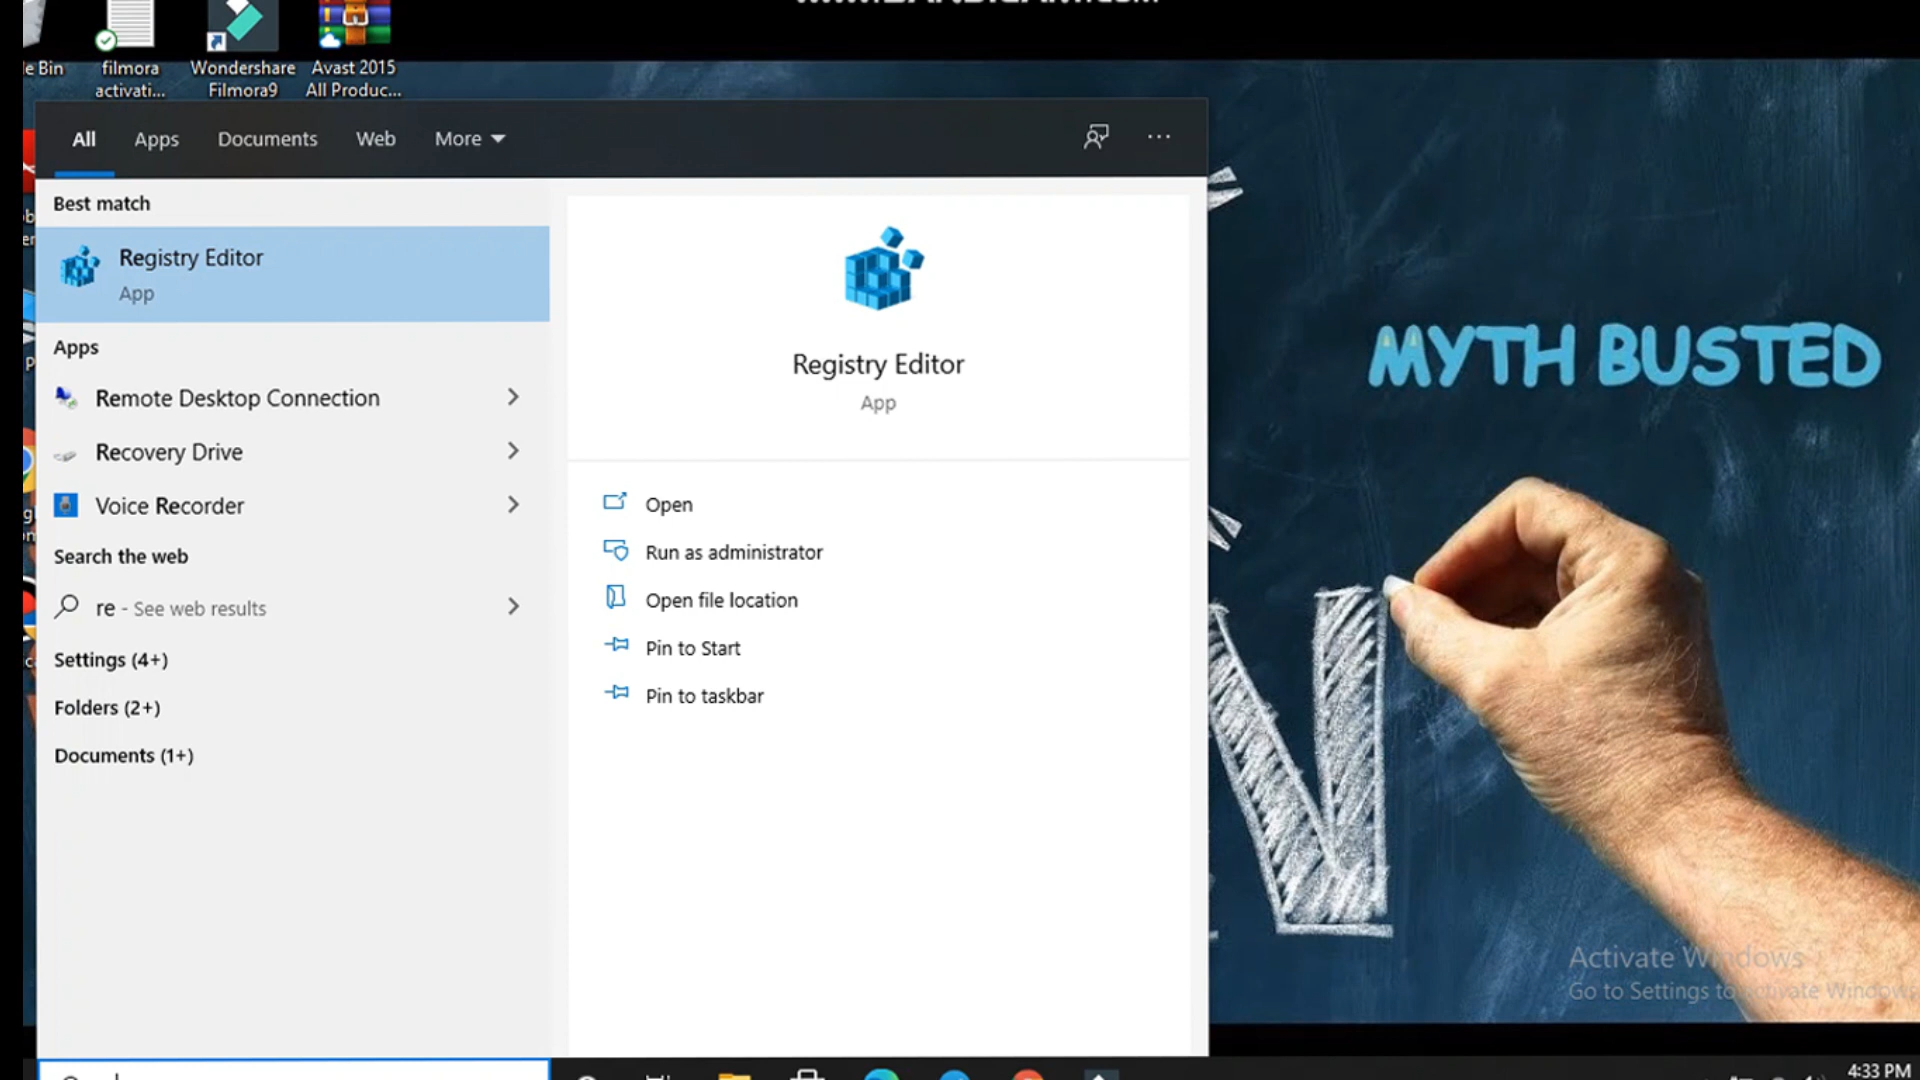 le Bin
filmora
activati...
Wondershare
Filmora9
Avast 2015
All Produc...
All
Apps
Documents
Web
More
Best match
Registry Editor
App
Apps
Remote Desktop Connection
Recovery Drive
Voice Recorder
Search the web
re - See web results
Settings (4+)
Folders (2+)
Documents (1+)
Registry Editor
App
Open
Run as administrator
Open file location
Pin to Start
Pin to taskbar
MYTH BUSTED
Activate Windows
Go to Settings to activate Windows
4:33 PM